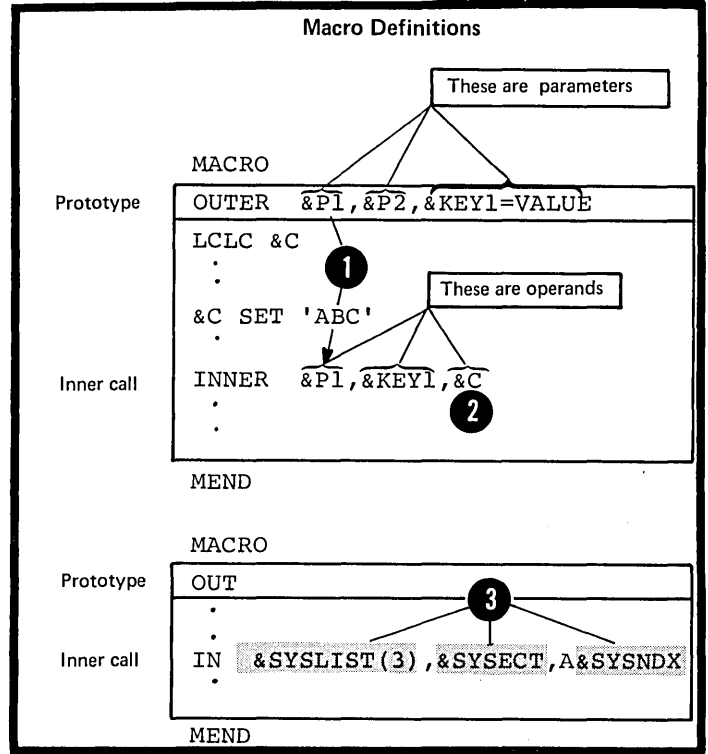 Macro Definitions
These are parameters
MACRO
Prototype OUTER &P1,&P2,&KEY1=VALUE
LCLC &C
1
These are operands
&C SET 'ABC'
Inner call INNER &P1,&KEY1,&C
2
MEND
MACRO
Prototype OUT
3
Inner call IN &SYSLIST(3),&SYSECT,A&SYSNDX
MEND